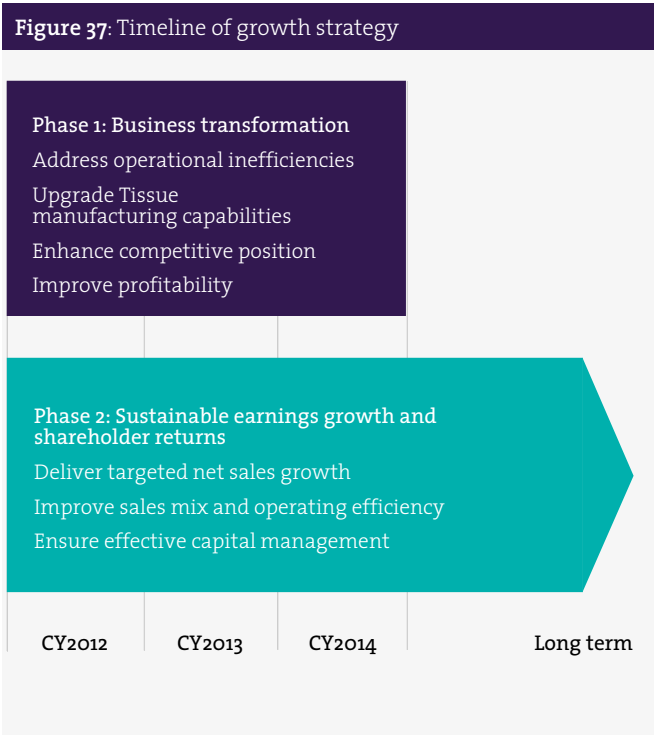 Figure 37: Timeline of growth strategy
Phase 1: Business transformation
Address operational inefficiencies
Upgrade Tissue
manufacturing capabilities
Enhance competitive position
Improve profitability
Phase 2: Sustainable earnings growth and
shareholder returns
Deliver targeted net sales growth
Improve sales mix and operating efficiency
Ensure effective capital management
CY2012 CY2013 CY2014 Long term